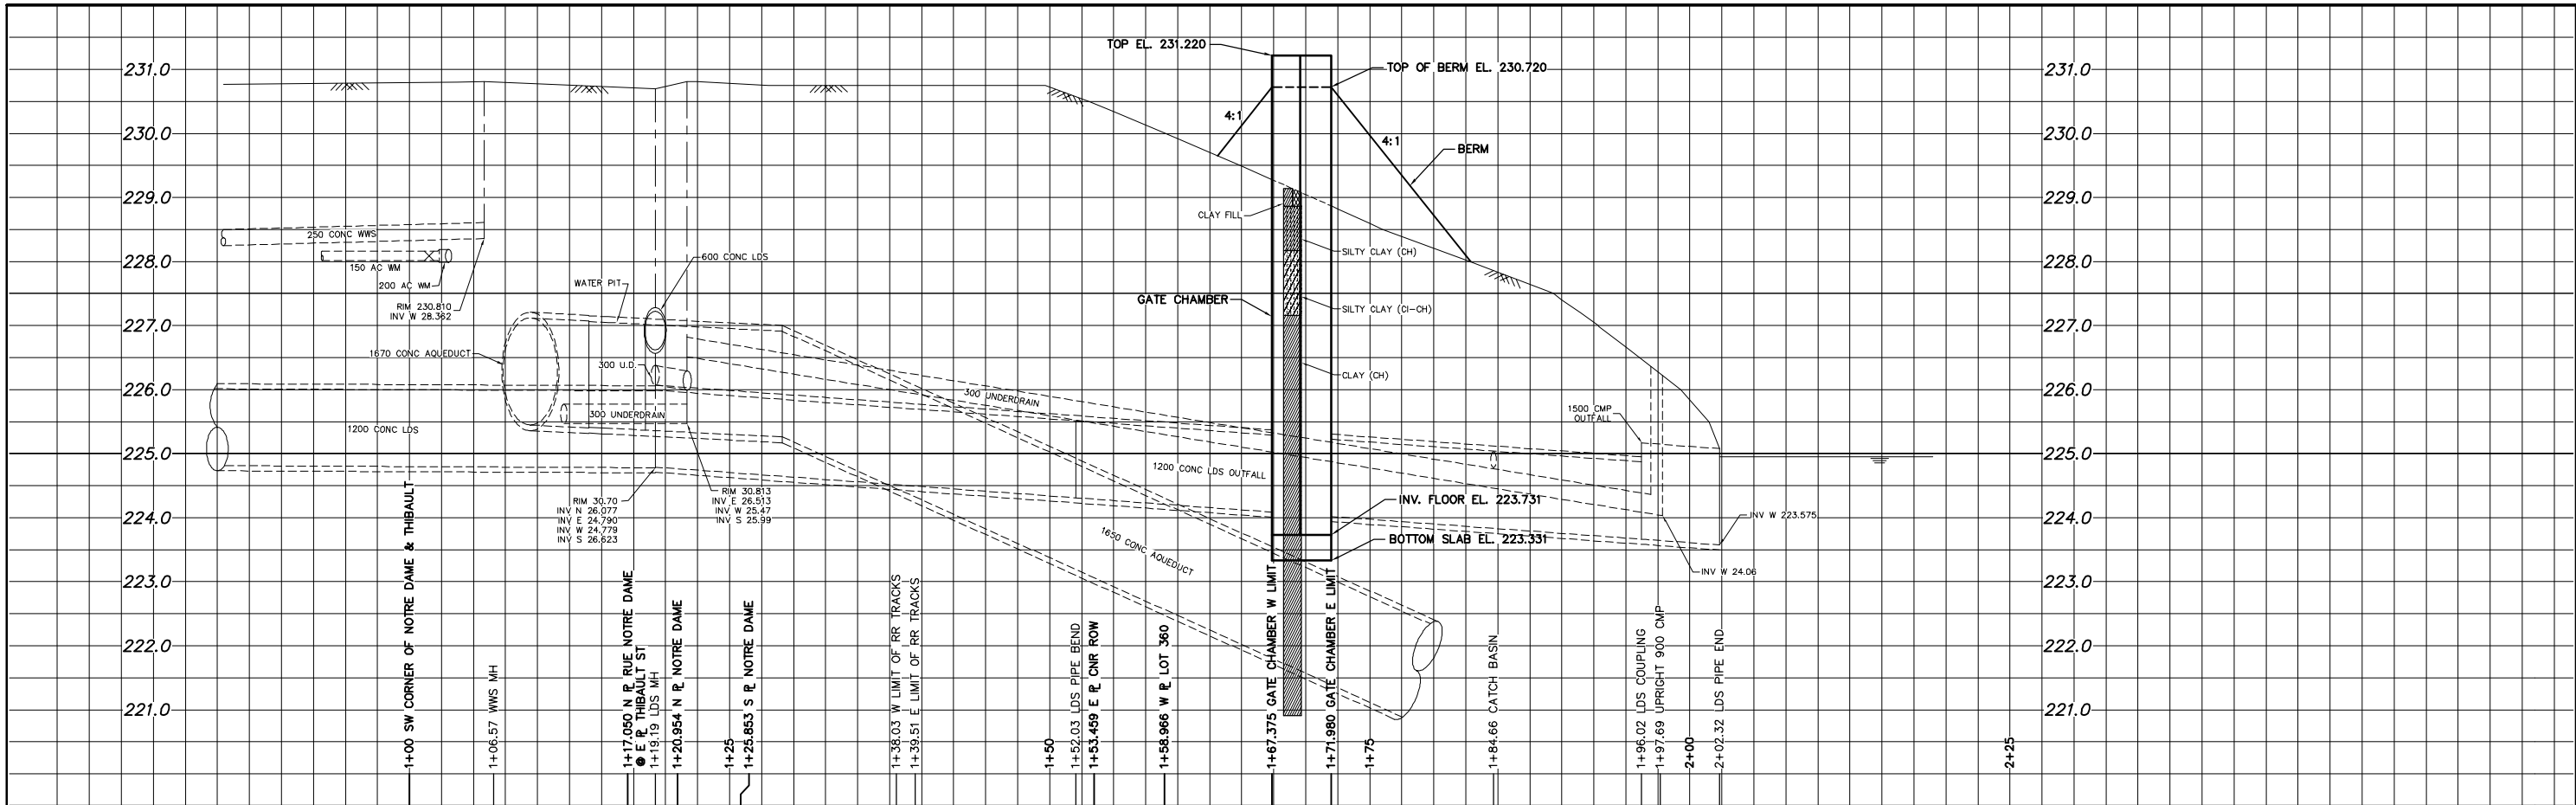 TOP EL. 231.220
231.0
TOP OF BERM EL. 230.720
231.0
4:1
230.0
4:1
230.0
BERM
229.0
229.0
CLAY FILL
250 CONC WWS
SILTY CLAY (CH)
600 CONC LDS
228.0
150 AC WM
228.0
200 AC WM
WATER PIT
RIM 230.810
INV W 28.362
GATE CHAMBER
SILTY CLAY (CI-CH)
227.0
227.0
1670 CONC AQUEDUCT
300 U.D.
CLAY (CH)
226.0
226.0
300 UNDERDRAIN
300 UNDERDRAIN
1500 CMP
OUTFALL
1200 CONC LDS
225.0
225.0
1200 CONC LDS OUTFALL
RIM 30.70
INV N 26.077
INV E 24.790
INV W 24.779
INV S 26.623
RIM 30.813
INV E 26.513
INV W 25.47
INV S 25.99
INV. FLOOR EL. 223.731
224.0
224.0
INV W 223.575
BOTTOM SLAB EL. 223.331
1650 CONC AQUEDUCT
INV W 24.06
223.0
223.0
222.0
222.0
221.0
221.0
1+00 SW CORNER OF NOTRE DAME & THIBAULT
1+06.57 WWS MH
1+17.050 N PL RUE NOTRE DAME
@ E PL THIBAULT ST
1+19.19 LDS MH
1+20.954 N PL NOTRE DAME
1+25
1+25.853 S PL NOTRE DAME
1+38.03 W LIMIT OF RR TRACKS
1+39.51 E LIMIT OF RR TRACKS
1+50
1+52.03 LDS PIPE BEND
1+53.459 E PL CNR ROW
1+58.966 W PL LOT 360
1+67.375 GATE CHAMBER W LIMIT
1+71.980 GATE CHAMBER E LIMIT
1+75
1+84.66 CATCH BASIN
1+96.02 LDS COUPLING
1+97.69 UPRIGHT 900 CMP
2+00
2+02.32 LDS PIPE END
2+25